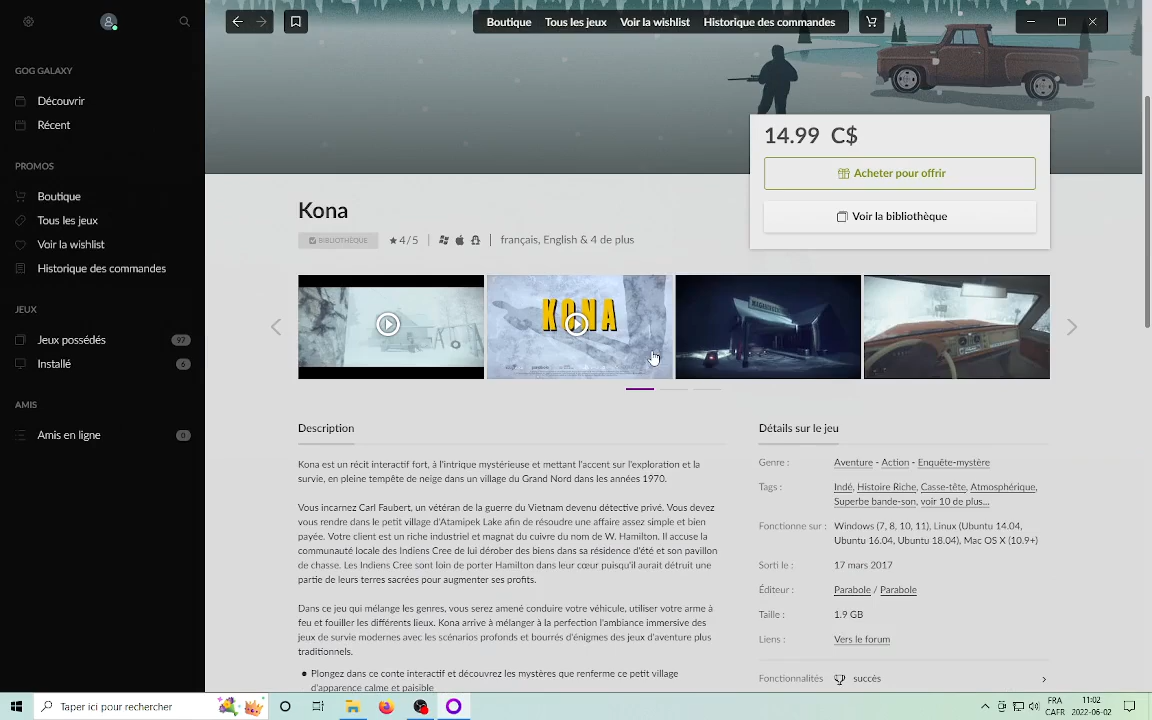 Boutique Tous les jeux Voir la wishlist Historique des commandes
GOG GALAXY
Découvrir
Récent
PROMOS
Boutique
Tous les jeux
Voir la wishlist
Historique des commandes
JEUX
Jeux possédés 97
Installé 6
AMIS
Amis en ligne 0
14.99 C$
Acheter pour offrir
Voir la bibliothèque
Kona
BIBLIOTHÈQUE ★ 4/5 | | français, English & 4 de plus
KONA
Description
Kona est un récit interactif fort, à l'intrique mystérieuse et mettant l'accent sur l'exploration et la
survie, en pleine tempête de neige dans un village du Grand Nord dans les années 1970.
Vous incarnez Carl Faubert, un vétéran de la guerre du Vietnam devenu détective privé. Vous devez
vous rendre dans le petit village d'Atamipek Lake afin de résoudre une affaire assez simple et bien
payée. Votre client est un riche industriel et magnat du cuivre du nom de W. Hamilton. Il accuse la
communauté locale des Indiens Cree de lui dérober des biens dans sa résidence d'été et son pavillon
de chasse. Les Indiens Cree sont loin de porter Hamilton dans leur cœur puisqu'il aurait détruit une
partie de leurs terres sacrées pour augmenter ses profits.
Dans ce jeu qui mélange les genres, vous serez amené conduire votre véhicule, utiliser votre arme à
feu et fouiller les différents lieux. Kona arrive à mélanger à la perfection l'ambiance immersive des
jeux de survie modernes avec les scénarios profonds et bourrés d'énigmes des jeux d'aventure plus
traditionnels.
● Plongez dans ce conte interactif et découvrez les mystères que renferme ce petit village
d'apparence calme et paisible
Détails sur le jeu
Genre : Aventure - Action - Enquête-mystère
Tags : Indé, Histoire Riche, Casse-tête, Atmosphérique,
Superbe bande-son, voir 10 de plus...
Fonctionne sur : Windows (7, 8, 10, 11), Linux (Ubuntu 14.04,
Ubuntu 16.04, Ubuntu 18.04), Mac OS X (10.9+)
Sorti le : 17 mars 2017
Éditeur : Parabole / Parabole
Taille : 1.9 GB
Liens : Vers le forum
Fonctionnalités succès
Taper ici pour rechercher
FRA 11:02
CAFR 2022-06-02